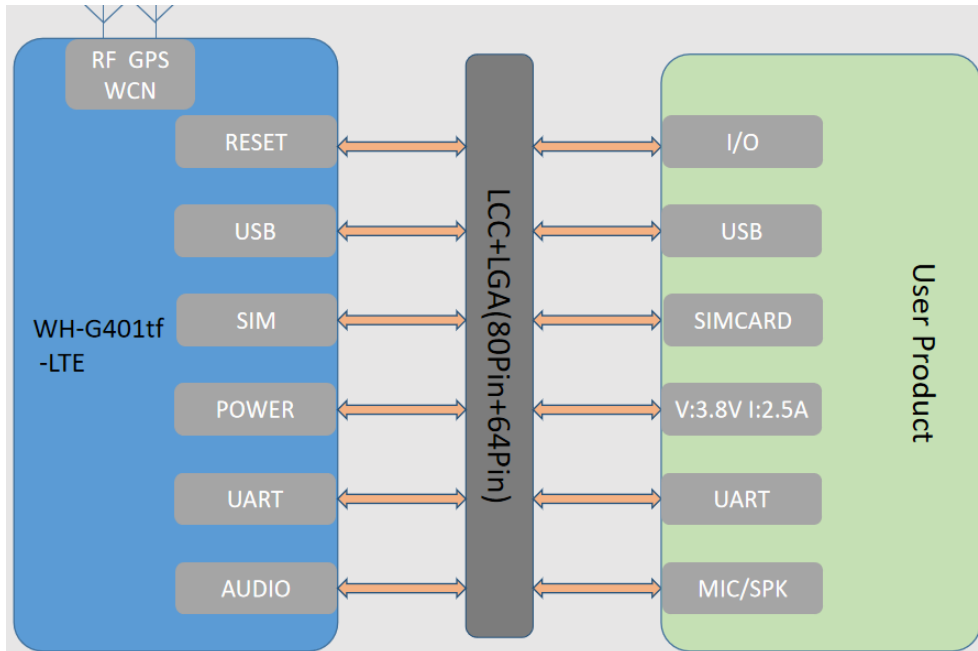 RF GPS
WCN
RESET
USB
SIM
POWER
UART
AUDIO
WH-G401tf
-LTE
LCC+LGA(80Pin+64Pin)
I/O
USB
SIMCARD
V:3.8V I:2.5A
UART
MIC/SPK
User Product